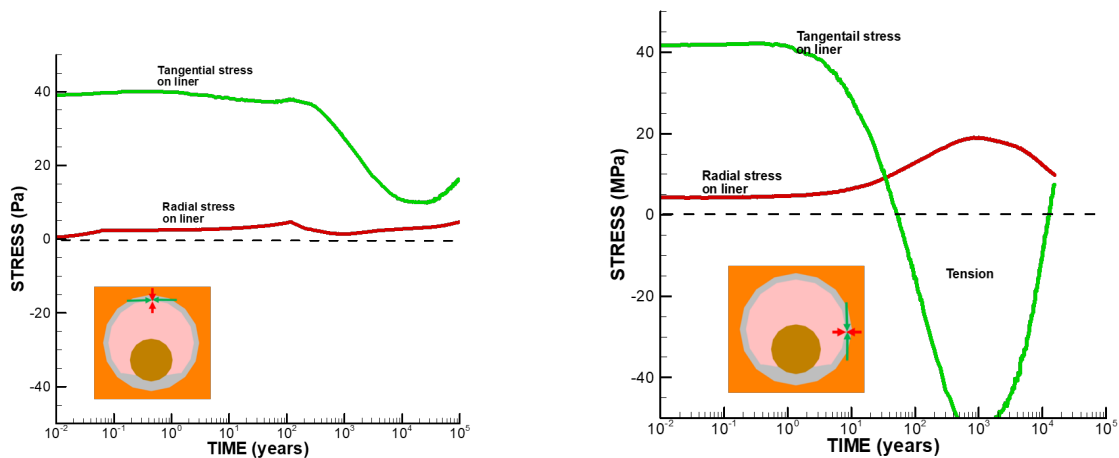 STRESS (Pa)
40
20
0
-20
-40
Tangential stress
on liner
Radial stress
on liner
10-2 10-1 100 101 102 103 104 105
TIME (years)
STRESS (MPa)
40
20
0
-20
-40
Tangentail stress
on liner
Radial stress
on liner
Tension
10-2 10-1 100 101 102 103 104 105
TIME (years)